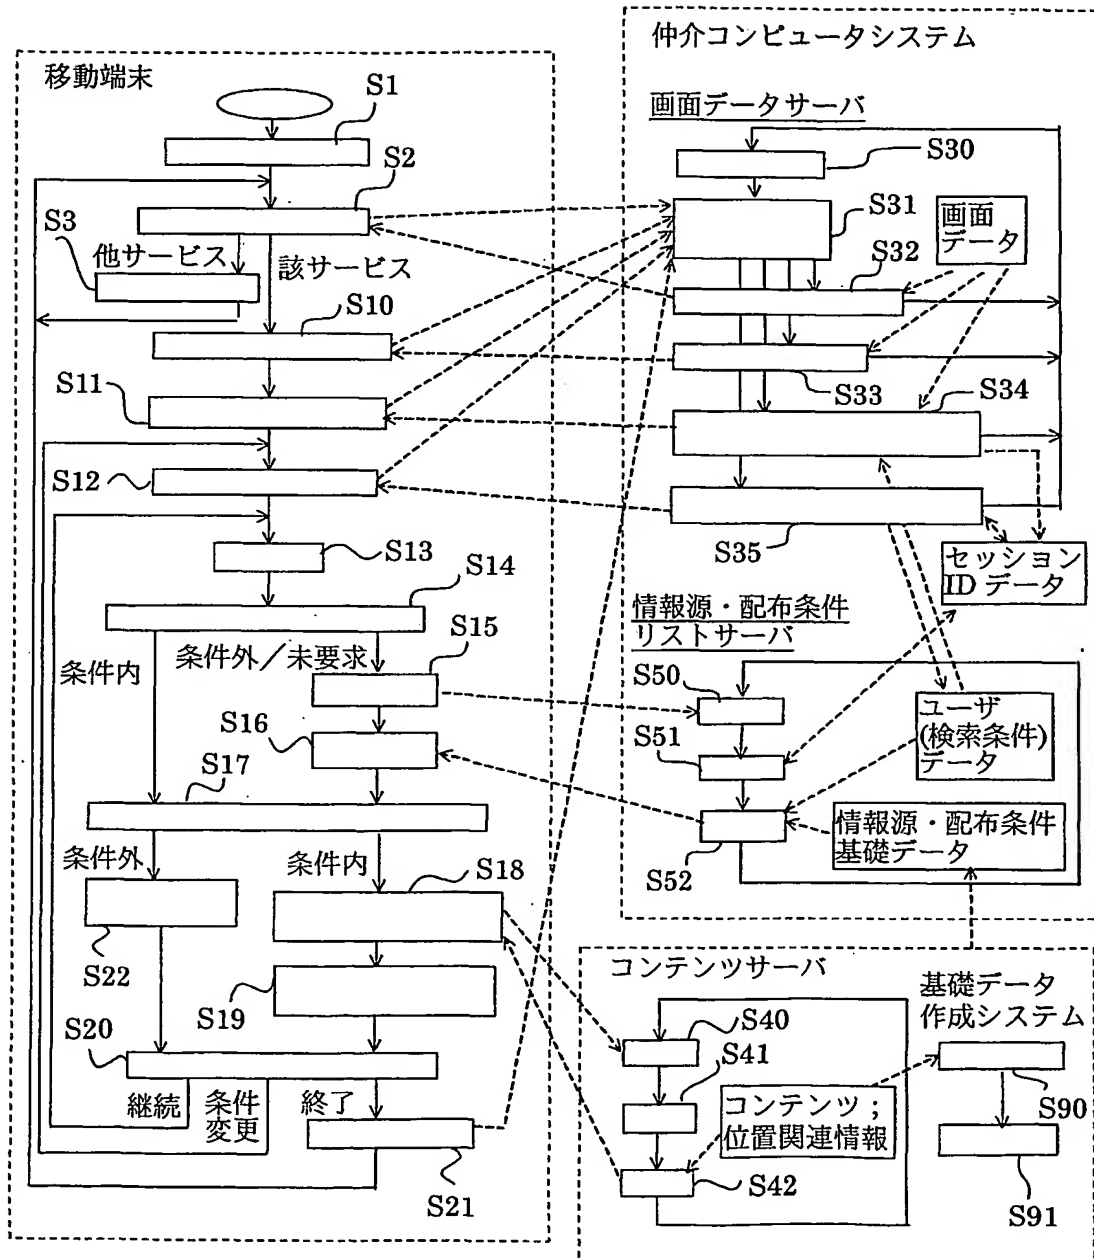 移動端末
S1
S2
S3
他サービス
該サービス
S10
S11
S12
S13
S14
条件内
条件外／未要求
S15
S16
S17
条件外
条件内
S18
S22
S19
S20
継続
条件
変更
終了
S21
仲介コンピュータシステム
画面データサーバ
S30
S31
画面
データ
S32
S33
S34
S35
セッション
IDデータ
情報源・配布条件
リストサーバ
S50
S51
ユーザ
(検索条件)
データ
情報源・配布条件
基礎データ
S52
コンテンツサーバ
基礎データ
作成システム
S40
S41
コンテンツ；
位置関連情報
S42
S90
S91